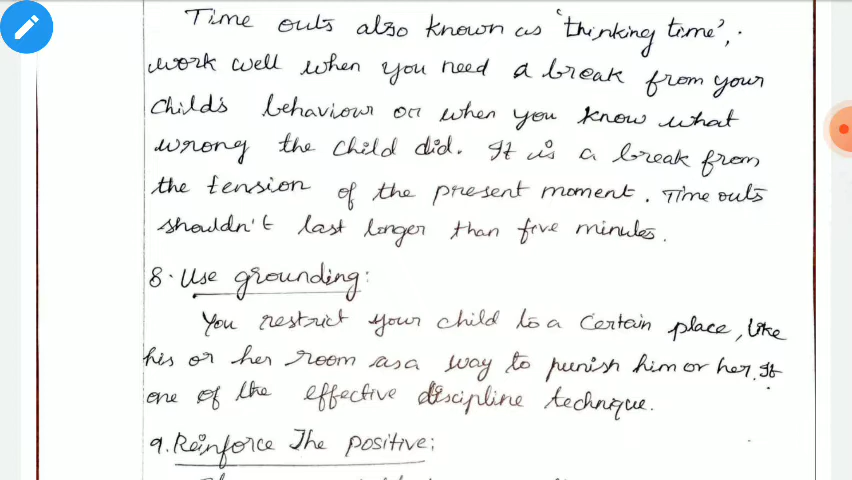 Time outs also known as 'thinking time',
work well when you need a break from your
child's behaviour or when you know what
wrong the child did. It is a break from
the tension of the present moment. Time outs
shouldn't last longer than five minutes.
8. Use grounding:
You restrict your child to a certain place, like
his or her room as a way to punish him or her. It
one of the effective discipline technique.
9. Reinforce The positive: